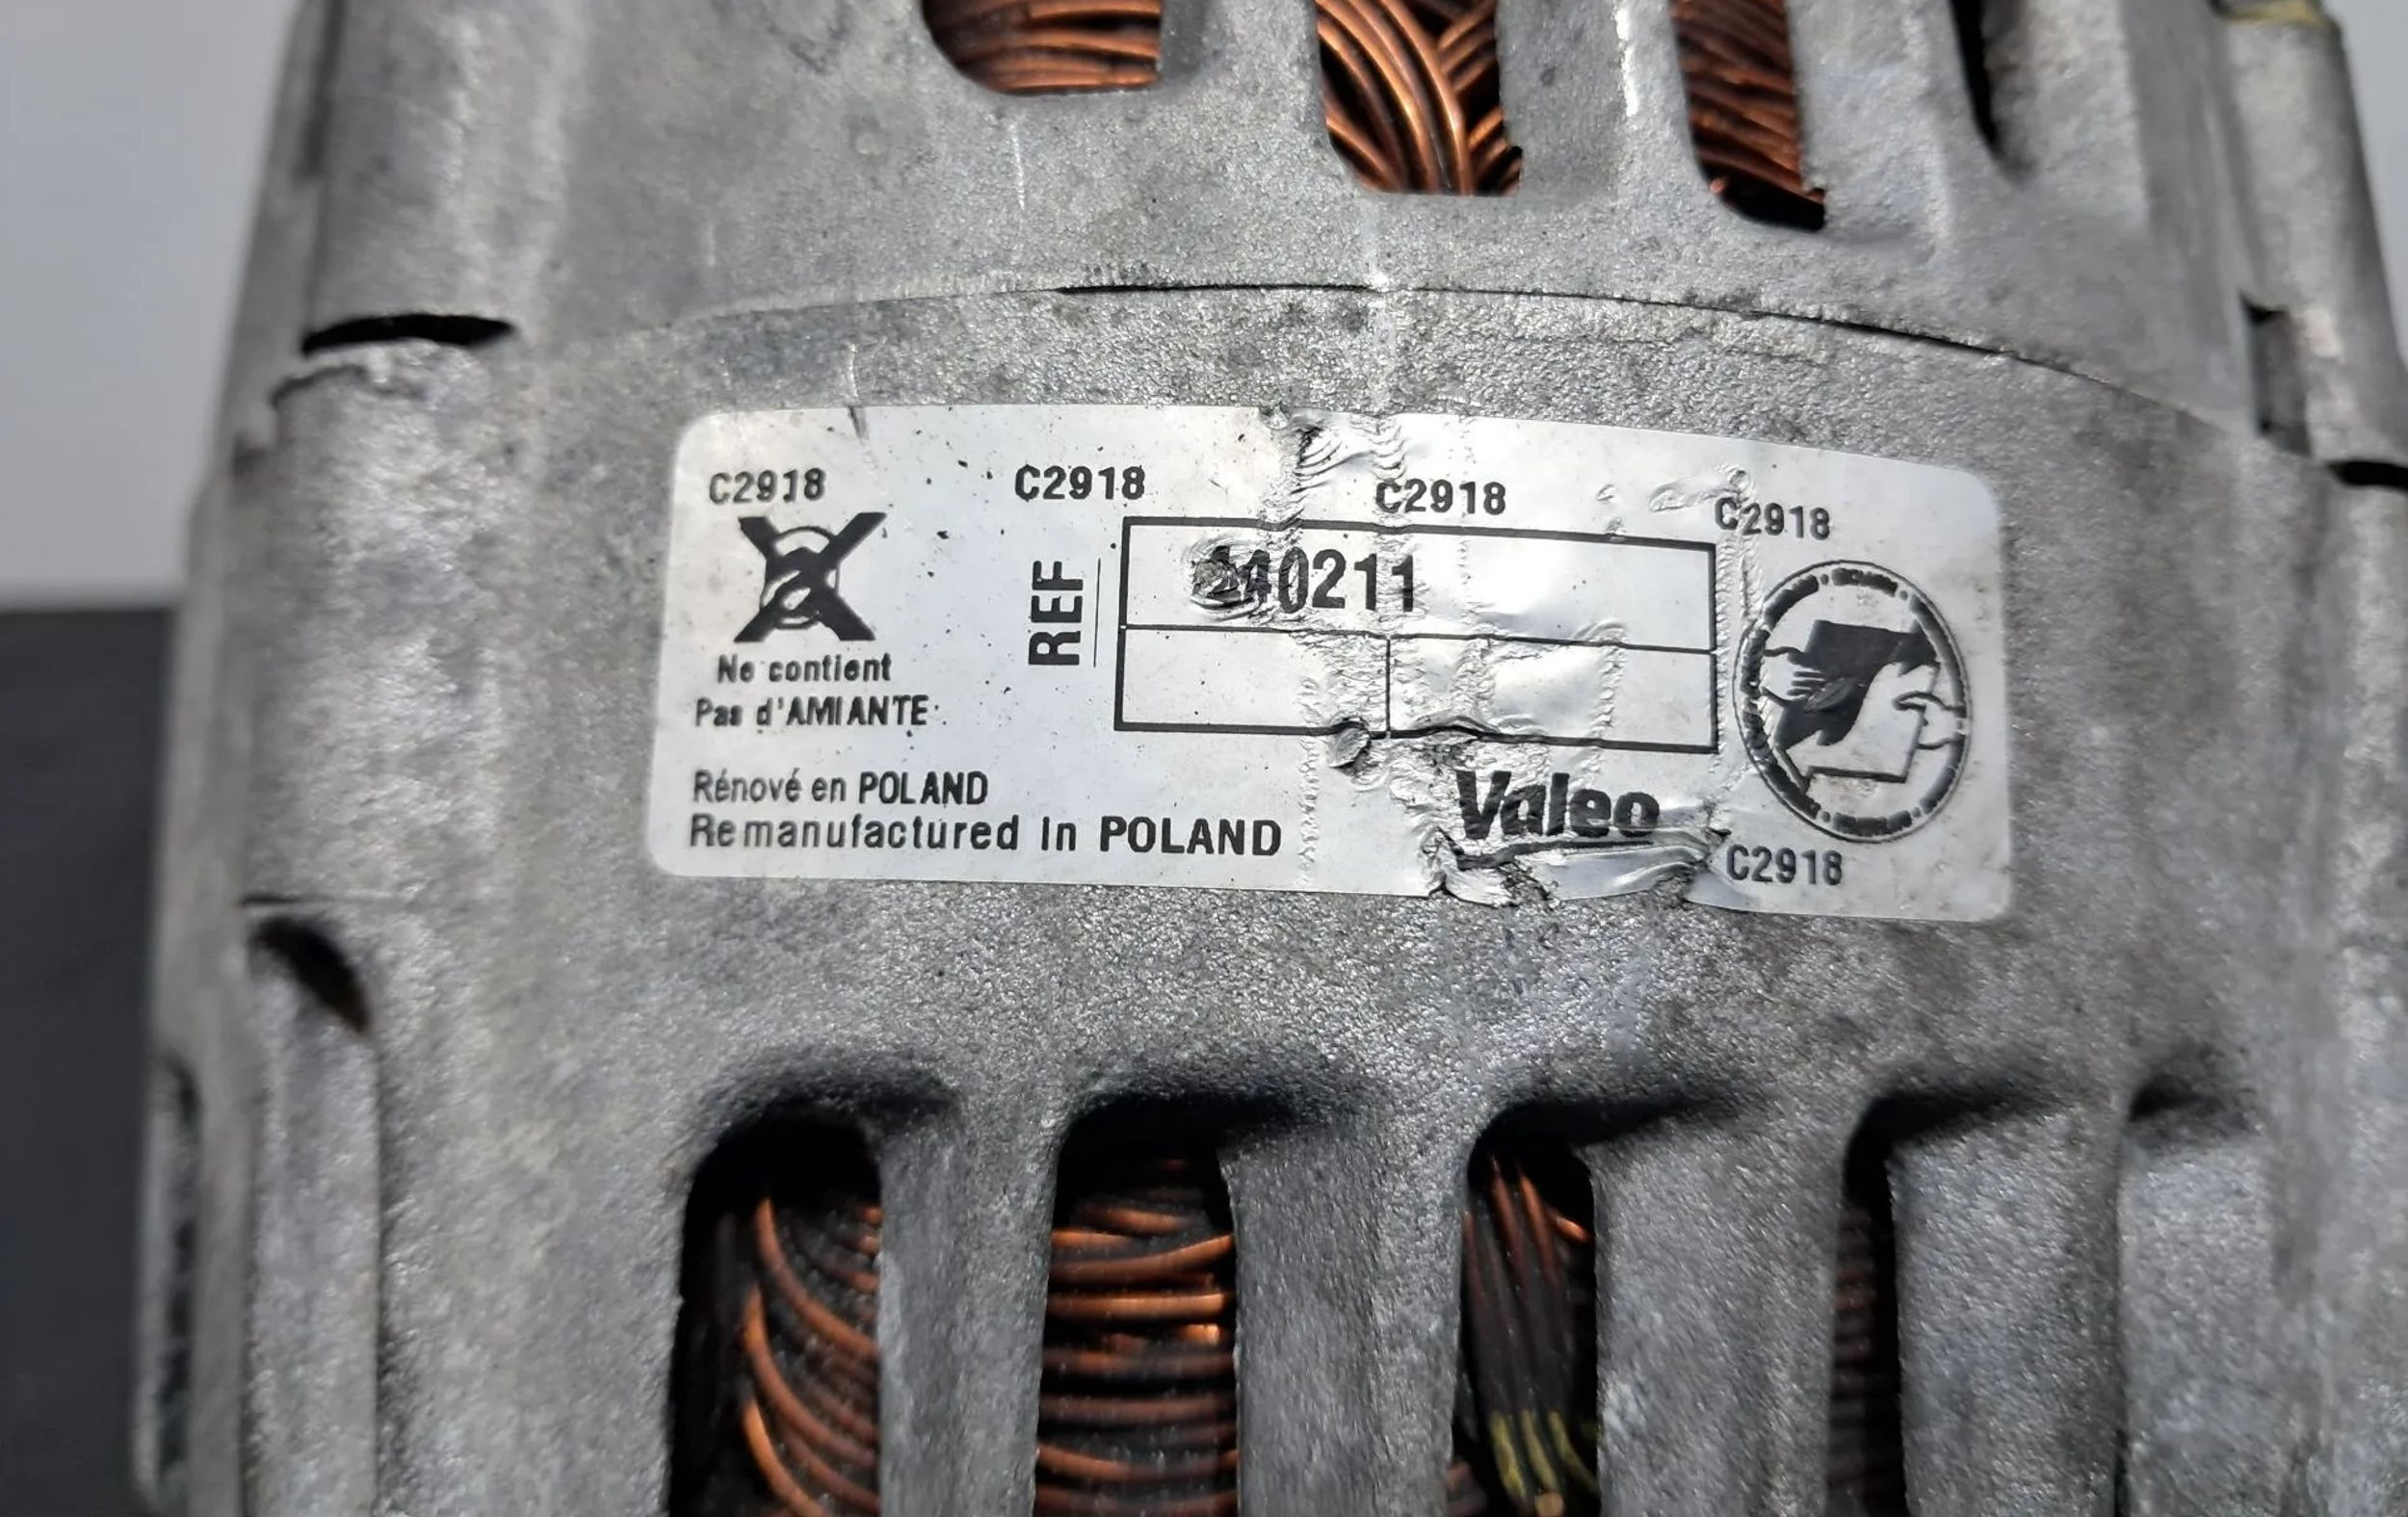 C2918 C2918 C2918 C2918
REF
Ne contient
Pas d'AMIANTE
Rénové en POLAND
Remanufactured In POLAND
Valeo
C2918